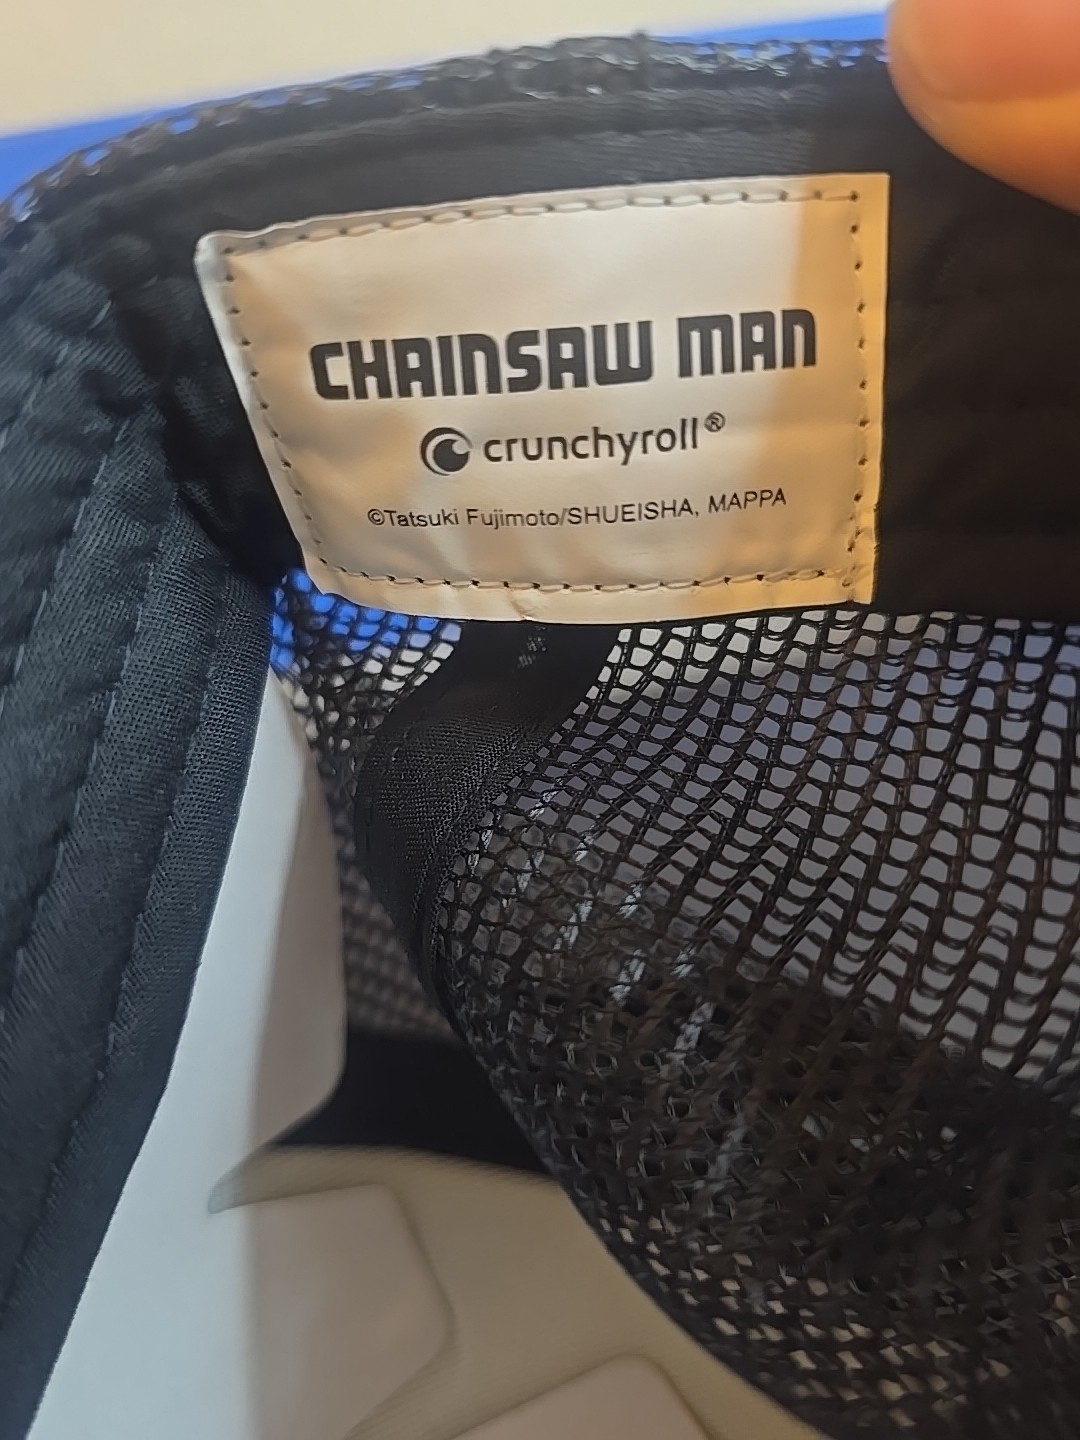 CHAINSAW MAN
crunchyroll®
©Tatsuki Fujimoto/SHUEISHA, MAPPA